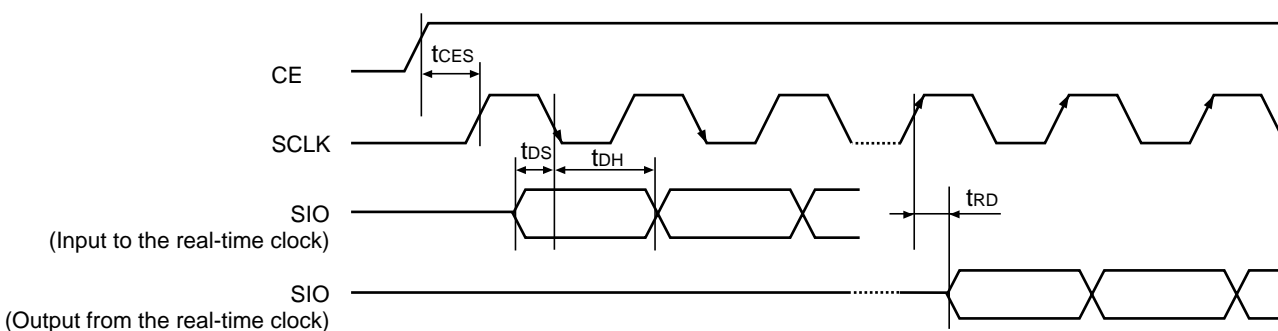 tCES
CE
SCLK
tDS
tDH
SIO
(Input to the real-time clock)
tRD
SIO
(Output from the real-time clock)